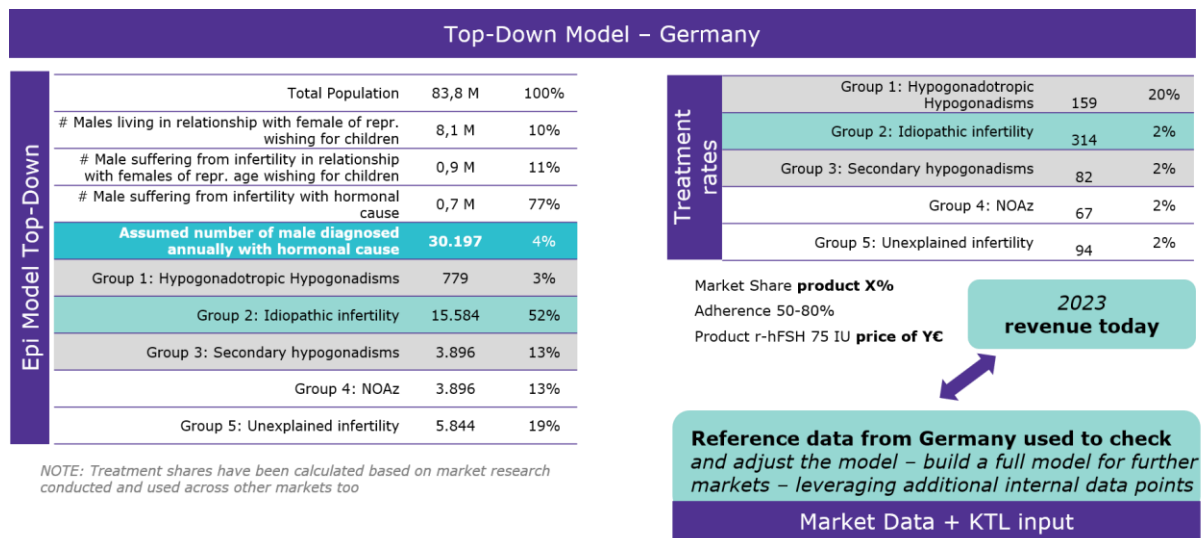 Top-Down Model – Germany
Epi Model Top-Down
Total Population 83,8 M 100%
# Males living in relationship with female of repr.
wishing for children 8,1 M 10%
# Male suffering from infertility in relationship
with females of repr. age wishing for children 0,9 M 11%
# Male suffering from infertility with hormonal
cause 0,7 M 77%
Assumed number of male diagnosed
annually with hormonal cause 30.197 4%
Group 1: Hypogonadotropic Hypogonadisms 779 3%
Group 2: Idiopathic infertility 15.584 52%
Group 3: Secondary hypogonadisms 3.896 13%
Group 4: NOAz 3.896 13%
Group 5: Unexplained infertility 5.844 19%
NOTE: Treatment shares have been calculated based on market research
conducted and used across other markets too
Treatment
rates
Group 1: Hypogonadotropic
Hypogonadisms 159 20%
Group 2: Idiopathic infertility 314 2%
Group 3: Secondary hypogonadisms 82 2%
Group 4: NOAz 67 2%
Group 5: Unexplained infertility 94 2%
Market Share product X%
Adherence 50-80%
Product r-hFSH 75 IU price of Y€
2023
revenue today
Reference data from Germany used to check
and adjust the model – build a full model for further
markets – leveraging additional internal data points
Market Data + KTL input